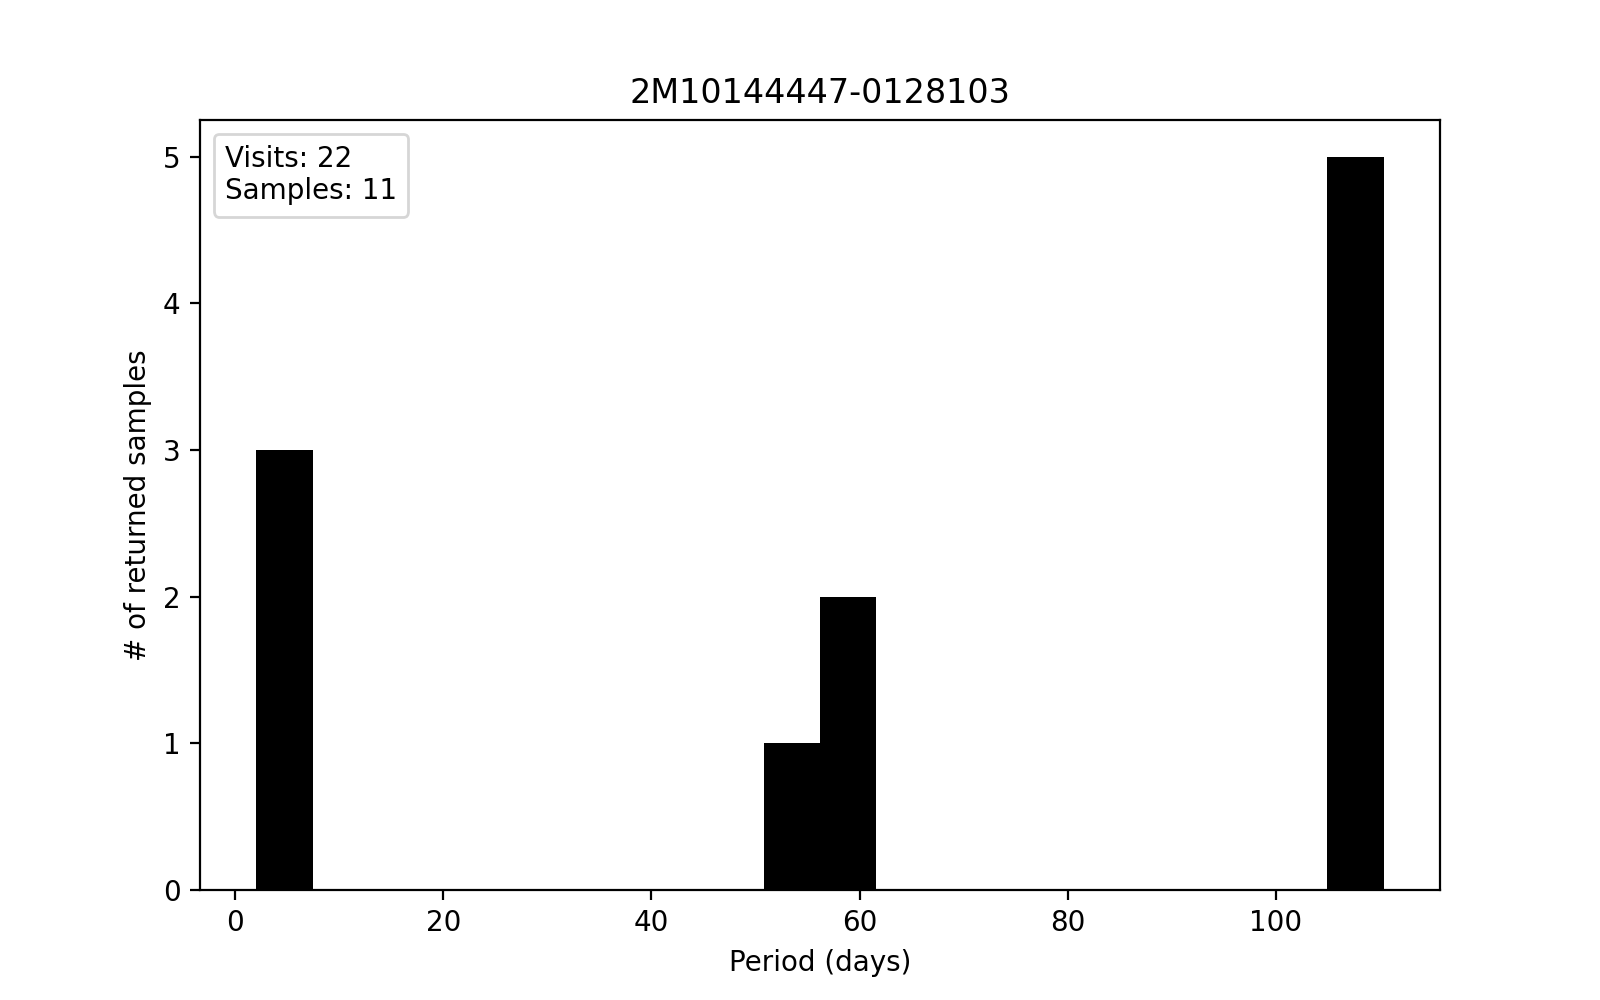 2M10144447-0128103
Visits: 22
Samples: 11
5
4
3
2
1
0
# of returned samples
0 20 40 60 80 100
Period (days)